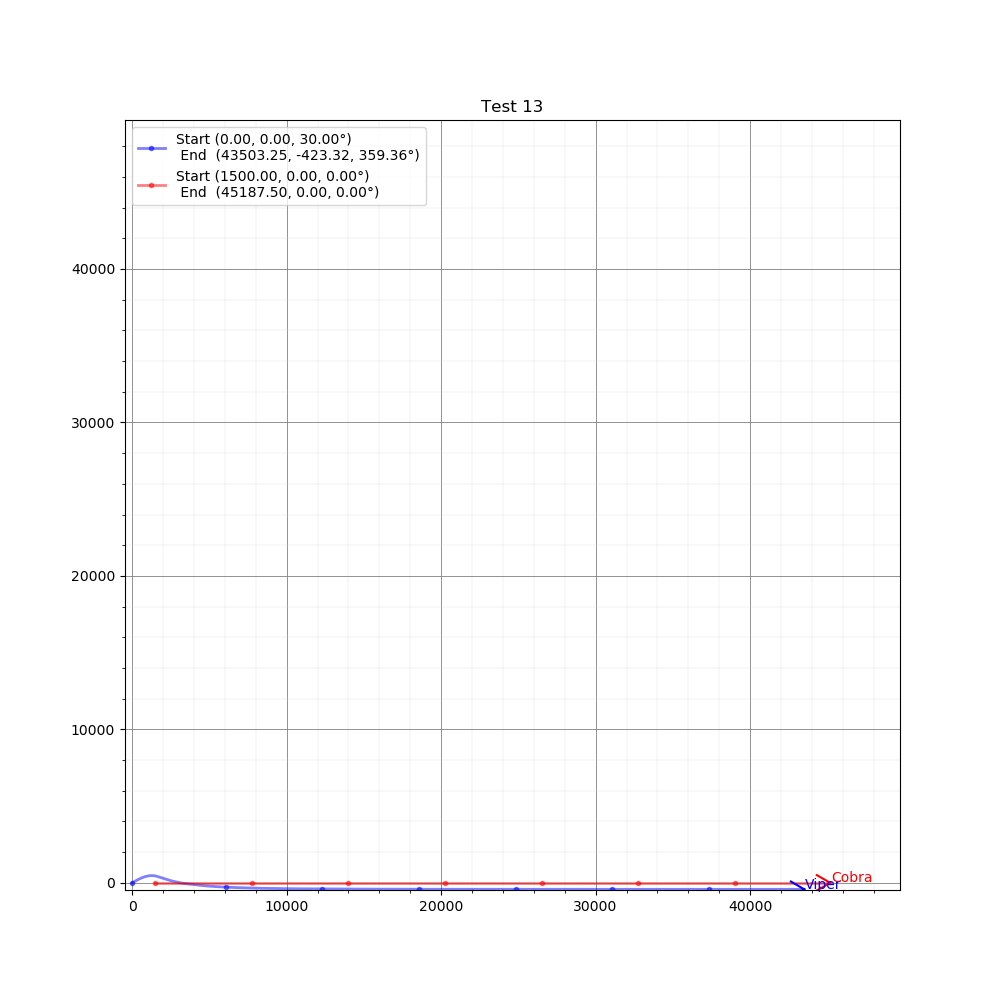 Test 13
Start (0.00, 0.00, 30.00°)
End (43503.25, -423.32, 359.36°)
Start (1500.00, 0.00, 0.00°)
End (45187.50, 0.00, 0.00°)
40000
30000
20000
10000
0
Cobra
Viper
0
10000
20000
30000
40000